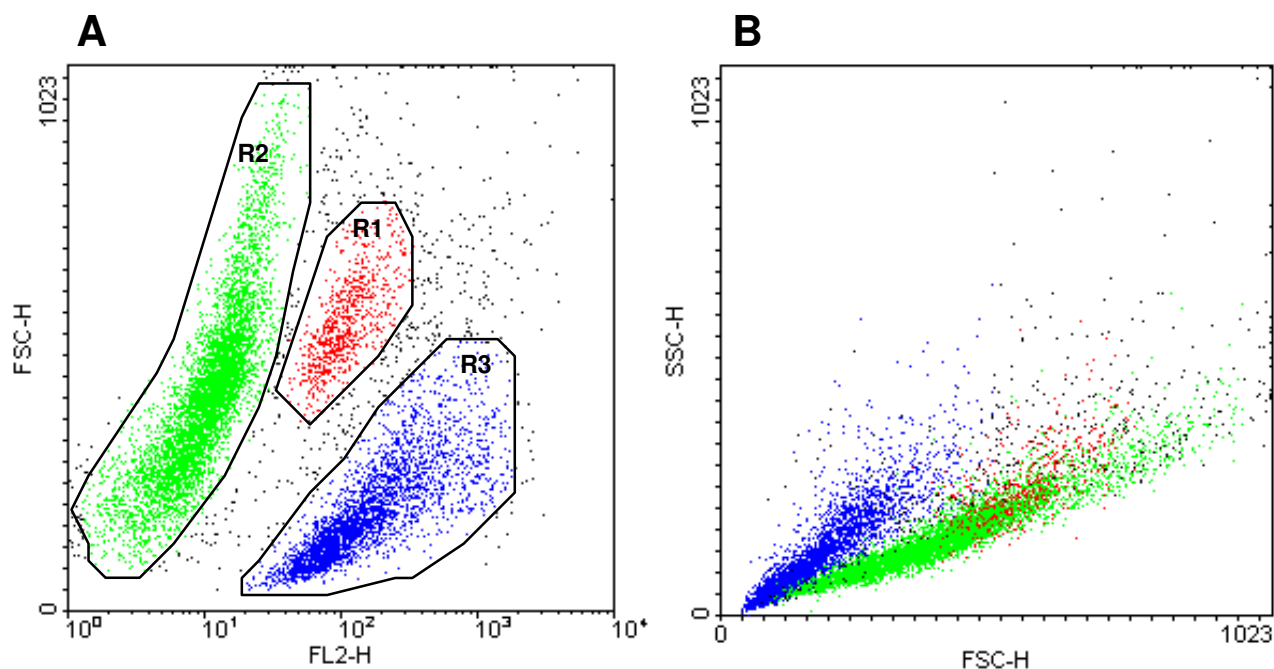 A
B
1023
FSC-H
0
R2
R1
R3
10⁰
10¹
10²
10³
10⁴
FL2-H
1023
SSC-H
0
0
1023
FSC-H